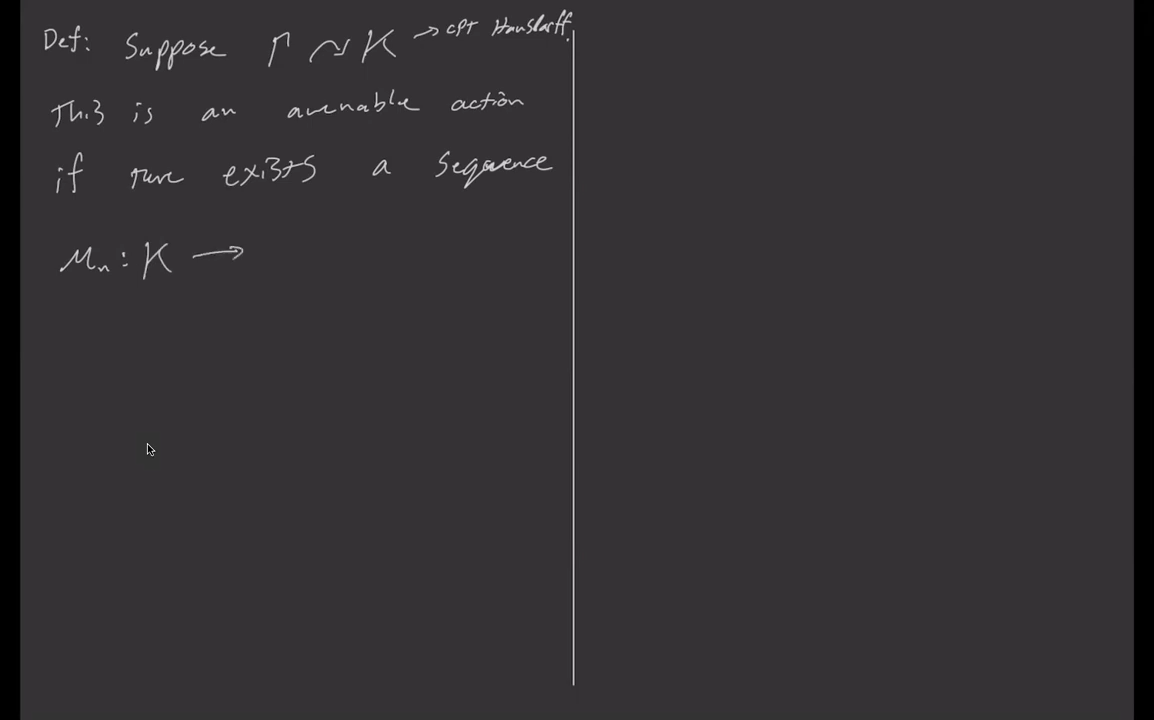 Def: Suppose Γ ↷ K → cpt Hausdorff.
This is an amenable action
if there exists a sequence
μₙ : K →